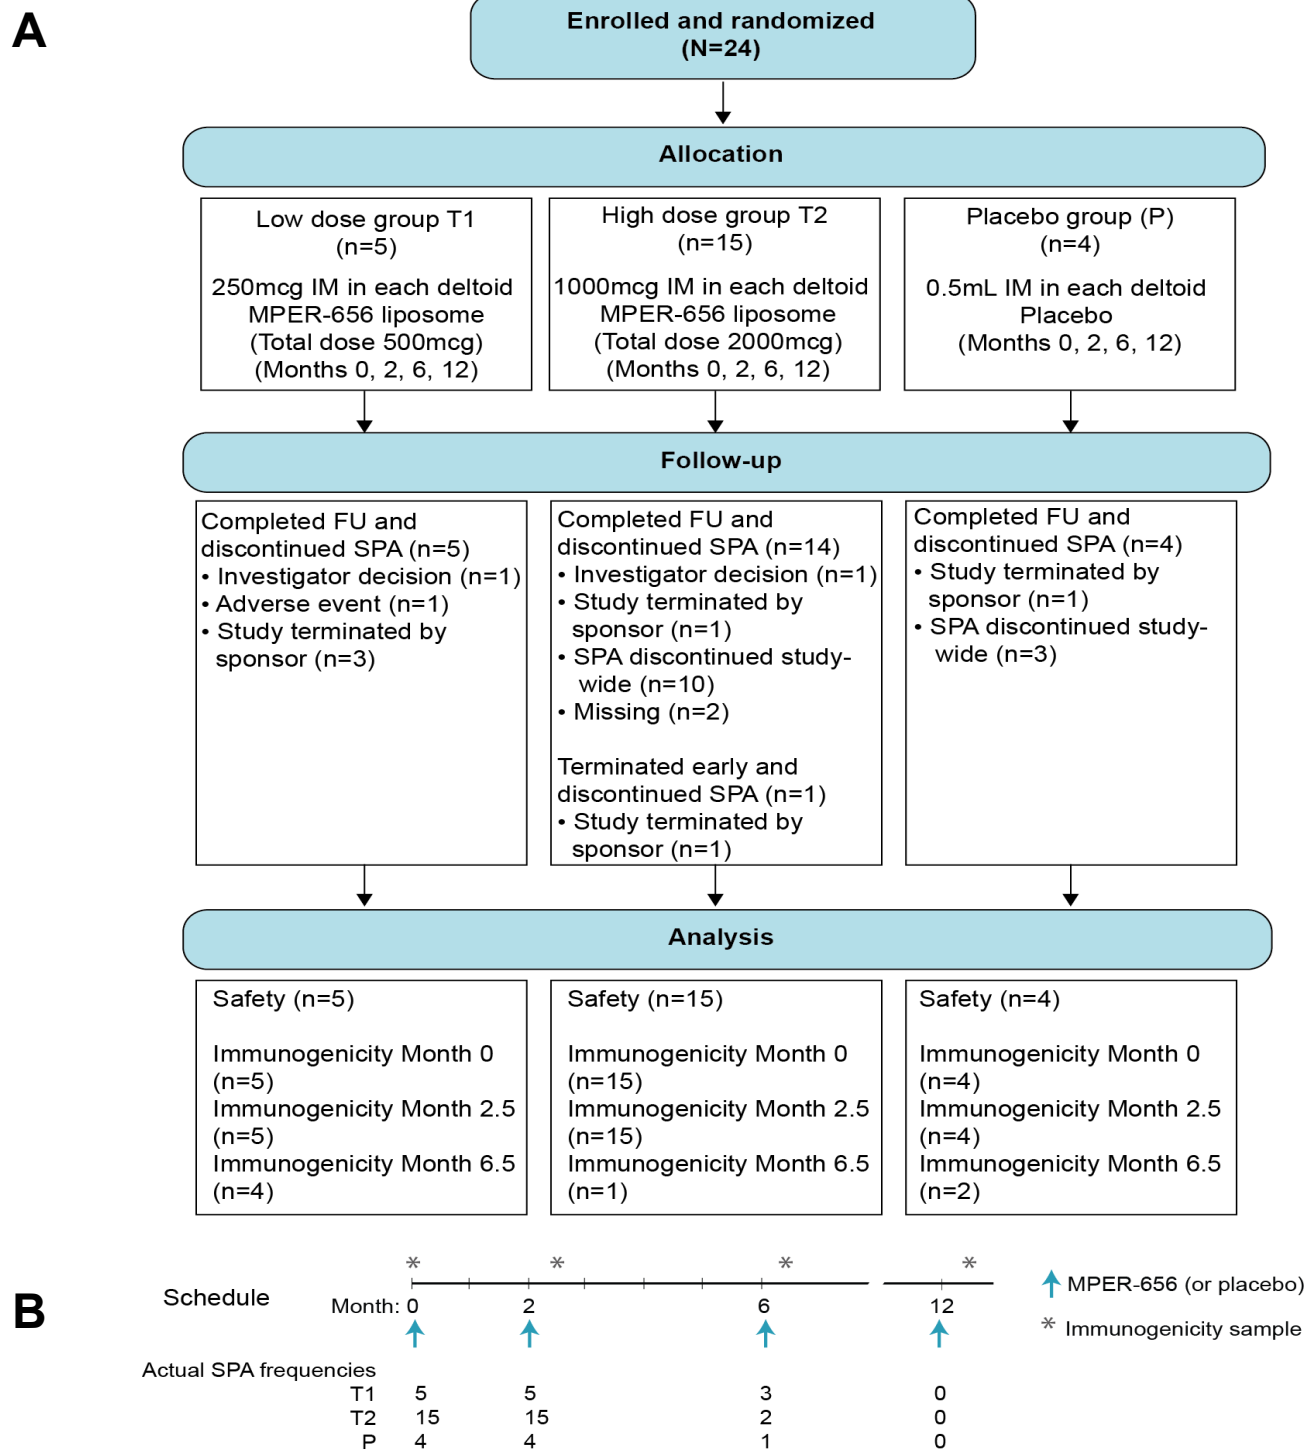 A
Enrolled and randomized
(N=24)
Allocation
Low dose group T1
(n=5)
250mcg IM in each deltoid
MPER-656 liposome
(Total dose 500mcg)
(Months 0, 2, 6, 12)
High dose group T2
(n=15)
1000mcg IM in each deltoid
MPER-656 liposome
(Total dose 2000mcg)
(Months 0, 2, 6, 12)
Placebo group (P)
(n=4)
0.5mL IM in each deltoid
Placebo
(Months 0, 2, 6, 12)
Follow-up
Completed FU and
discontinued SPA (n=5)
• Investigator decision (n=1)
• Adverse event (n=1)
• Study terminated by
sponsor (n=3)
Completed FU and
discontinued SPA (n=14)
• Investigator decision (n=1)
• Study terminated by
sponsor (n=1)
• SPA discontinued study-
wide (n=10)
• Missing (n=2)
Terminated early and
discontinued SPA (n=1)
• Study terminated by
sponsor (n=1)
Completed FU and
discontinued SPA (n=4)
• Study terminated by
sponsor (n=1)
• SPA discontinued study-
wide (n=3)
Analysis
Safety (n=5)
Immunogenicity Month 0
(n=5)
Immunogenicity Month 2.5
(n=5)
Immunogenicity Month 6.5
(n=4)
Safety (n=15)
Immunogenicity Month 0
(n=15)
Immunogenicity Month 2.5
(n=15)
Immunogenicity Month 6.5
(n=1)
Safety (n=4)
Immunogenicity Month 0
(n=4)
Immunogenicity Month 2.5
(n=4)
Immunogenicity Month 6.5
(n=2)
B
* * * *
Schedule
Month: 0 2 6 12
MPER-656 (or placebo)
* Immunogenicity sample
Actual SPA frequencies
T1 5 5 3 0
T2 15 15 2 0
P 4 4 1 0